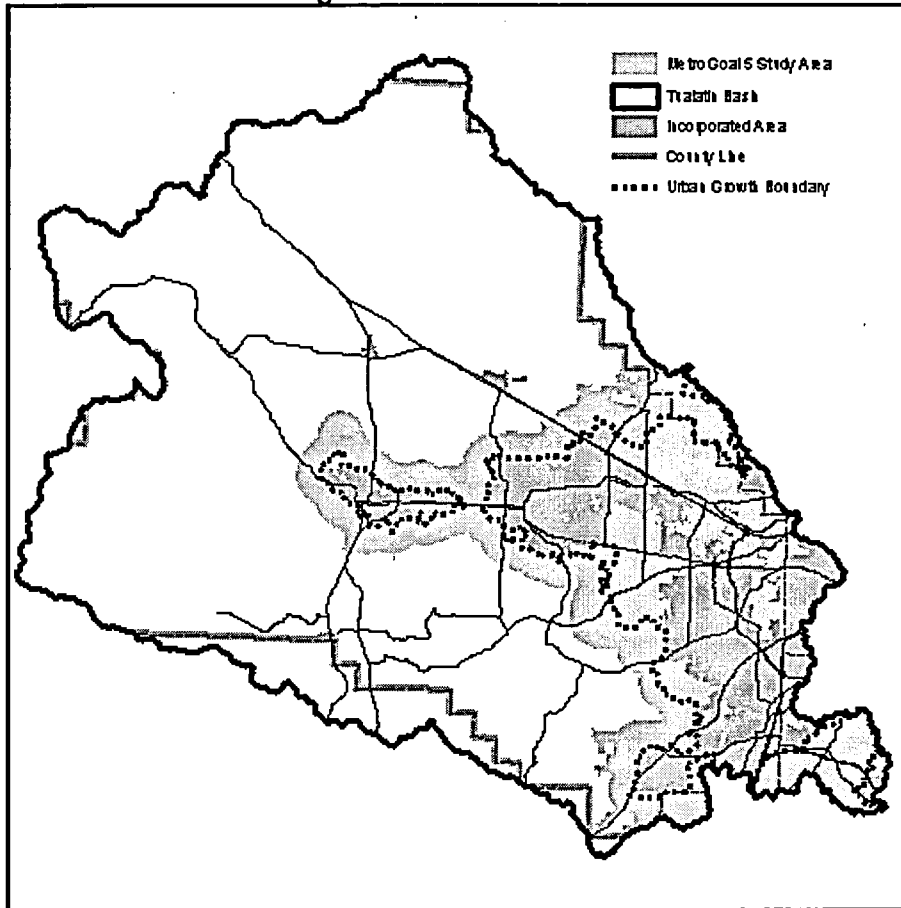 Metro Goal 5 Study Area
Tualatin Basin
Incorporated Area
County Line
Urban Growth Boundary